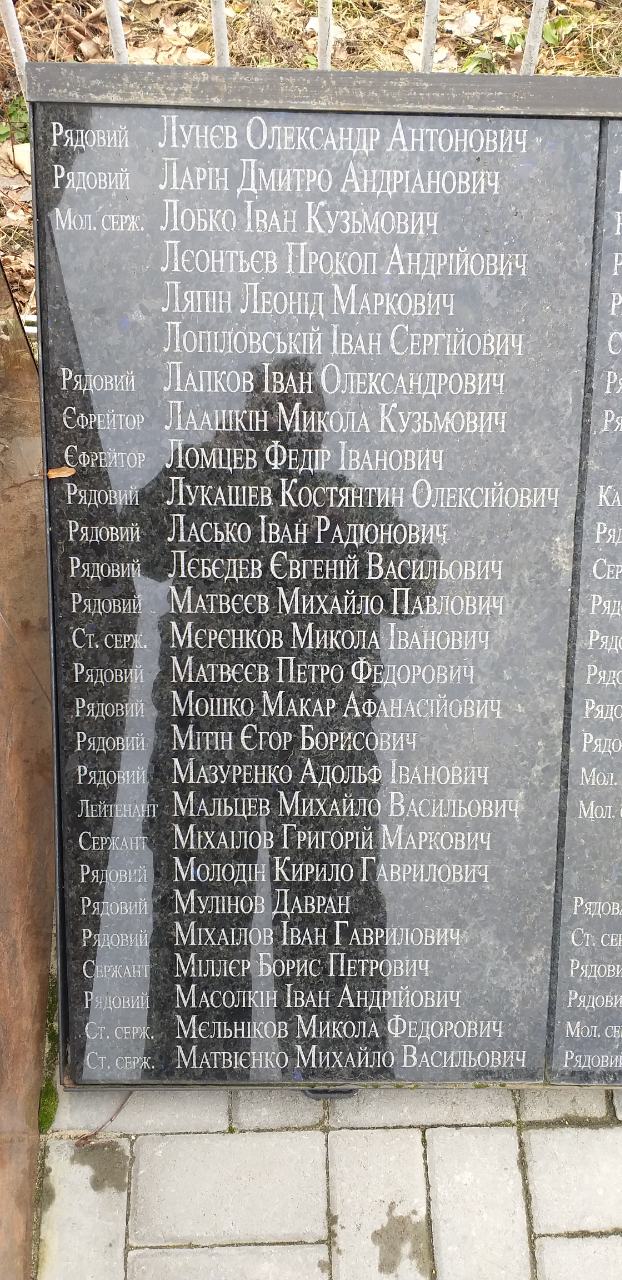 Рядовий Лунєв Олександр Антонович
Рядовий Ларін Дмитро Андріанович
Мол. серж. Лобко Іван Кузьмович
Лєонтьєв Прокоп Андрійович
Ляпін Леонід Маркович
Лопіловській Іван Сергійович
Рядовий Лапков Іван Олександрович
Єфрейтор Лаашкін Микола Кузьмович
Єфрейтор Ломцев Федір Іванович
Рядовий Лукашев Костянтин Олексійович
Рядовий Ласько Іван Радіонович
Рядовий Лєбєдев Євгеній Васильович
Рядовий Матвєєв Михайло Павлович
Ст. серж. Мєрєнков Микола Іванович
Рядовий Матвєєв Петро Федорович
Рядовий Мошко Макар Афанасійович
Рядовий Мітін Єгор Борисович
Рядовий Мазуренко Адольф Іванович
Лейтенант Мальцев Михайло Васильович
Сержант Міхаілов Григорій Маркович
Рядовий Молодін Кирило Гаврилович
Рядовий Мулінов Давран
Рядовий Міхаілов Іван Гаврилович
Сержант Міллєр Борис Петрович
Рядовий Масолкін Іван Андрійович
Ст. серж. Мєльніков Микола Федорович
Ст. серж. Матвієнко Михайло Васильович